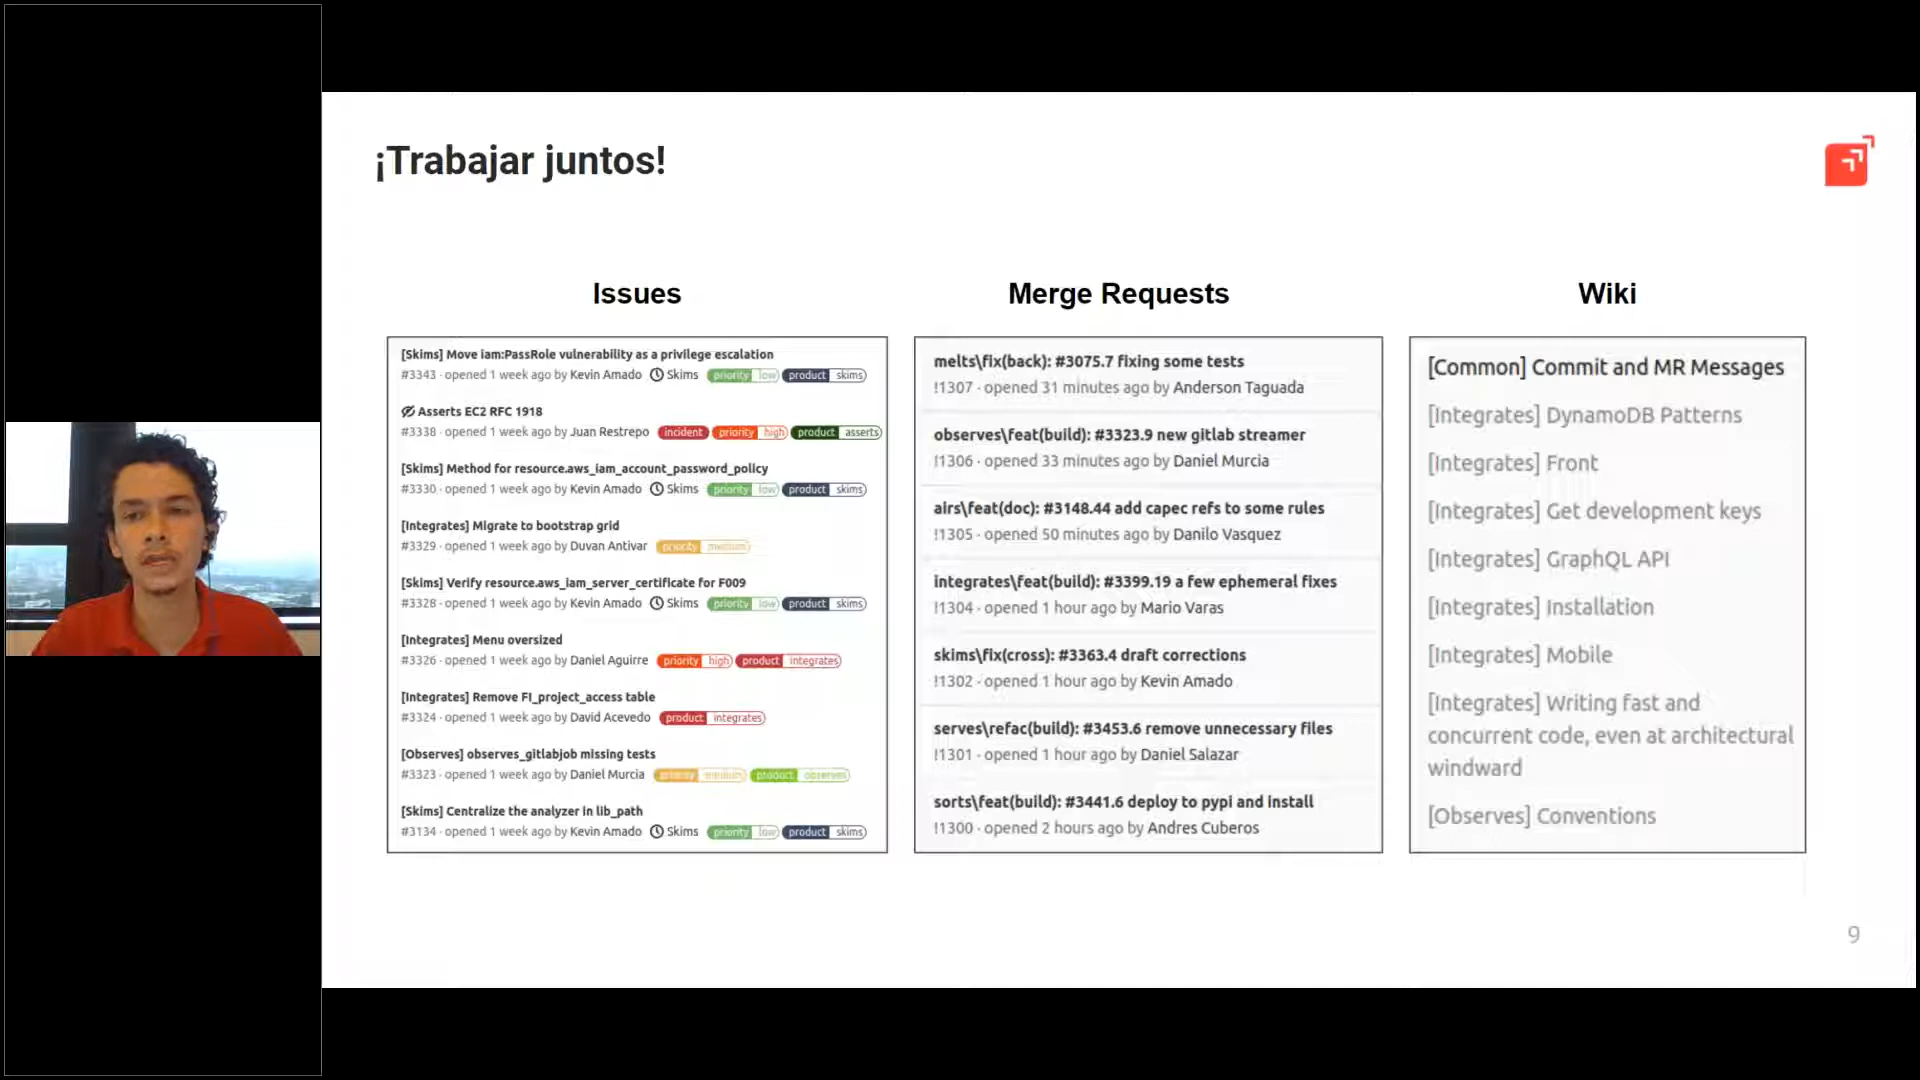 ¡Trabajar juntos!
Issues
[Skims] Move iam:PassRole vulnerability as a privilege escalation
#3343 · opened 1 week ago by Kevin Amado Skims priority low product skims
Asserts EC2 RFC 1918
#3338 · opened 1 week ago by Juan Restrepo incident priority high product asserts
[Skims] Method for resource.aws_iam_account_password_policy
#3330 · opened 1 week ago by Kevin Amado Skims priority low product skims
[Integrates] Migrate to bootstrap grid
#3329 · opened 1 week ago by Duvan Antivar priority medium
[Skims] Verify resource.aws_iam_server_certificate for F009
#3328 · opened 1 week ago by Kevin Amado Skims priority low product skims
[Integrates] Menu oversized
#3326 · opened 1 week ago by Daniel Aguirre priority high product integrates
[Integrates] Remove FI_project_access table
#3324 · opened 1 week ago by David Acevedo product integrates
[Observes] observes_gitlabjob missing tests
#3323 · opened 1 week ago by Daniel Murcia priority medium product observes
[Skims] Centralize the analyzer in lib_path
#3134 · opened 1 week ago by Kevin Amado Skims priority low product skims
Merge Requests
melts\fix(back): #3075.7 fixing some tests
!1307 · opened 31 minutes ago by Anderson Taguada
observes\feat(build): #3323.9 new gitlab streamer
!1306 · opened 33 minutes ago by Daniel Murcia
airs\feat(doc): #3148.44 add capec refs to some rules
!1305 · opened 50 minutes ago by Danilo Vasquez
integrates\feat(build): #3399.19 a few ephemeral fixes
!1304 · opened 1 hour ago by Mario Varas
skims\fix(cross): #3363.4 draft corrections
!1302 · opened 1 hour ago by Kevin Amado
serves\refac(build): #3453.6 remove unnecessary files
!1301 · opened 1 hour ago by Daniel Salazar
sorts\feat(build): #3441.6 deploy to pypi and install
!1300 · opened 2 hours ago by Andres Cuberos
Wiki
[Common] Commit and MR Messages
[Integrates] DynamoDB Patterns
[Integrates] Front
[Integrates] Get development keys
[Integrates] GraphQL API
[Integrates] Installation
[Integrates] Mobile
[Integrates] Writing fast and
concurrent code, even at architectural
windward
[Observes] Conventions
9